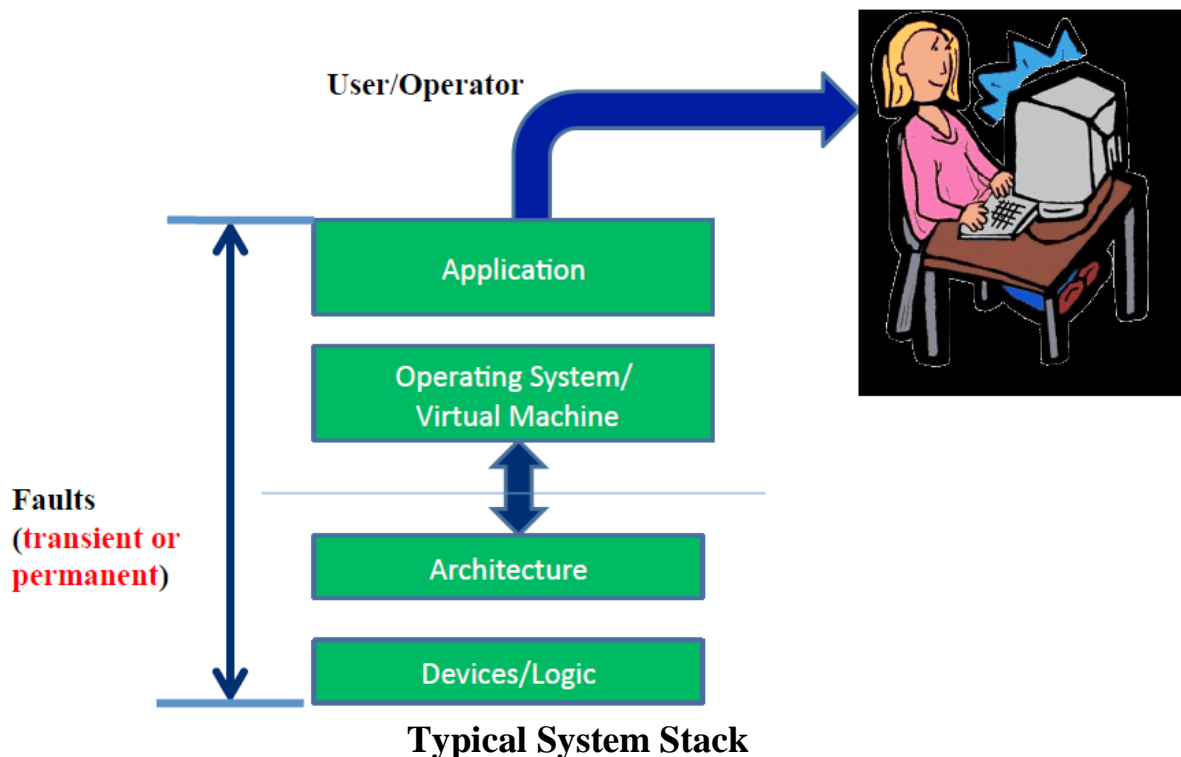 User/Operator
Application
Operating System/
Virtual Machine
Faults
(transient or
permanent)
Architecture
Devices/Logic
Typical System Stack